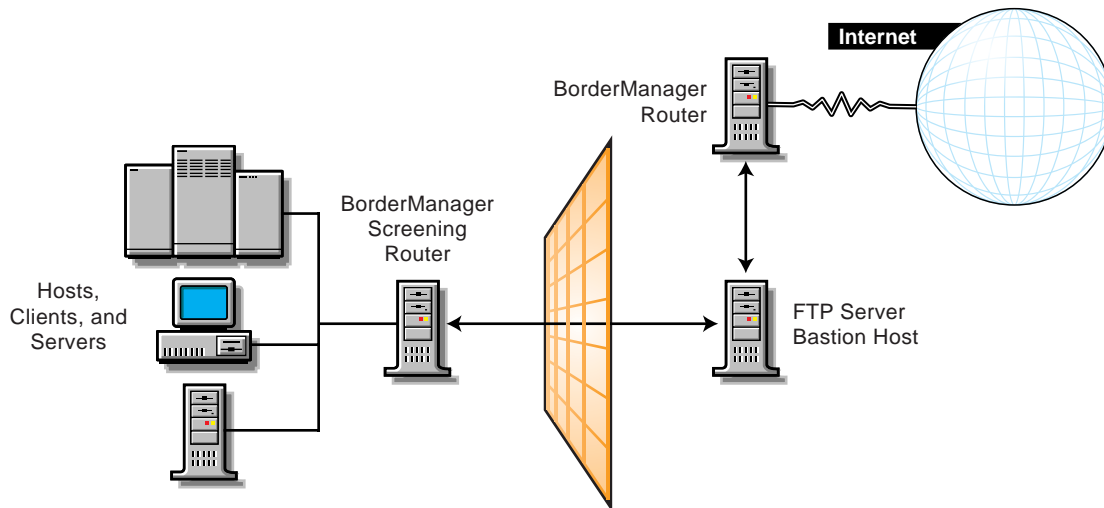 Internet
BorderManager
Router
BorderManager
Screening
Router
Hosts,
Clients, and
Servers
FTP Server
Bastion Host